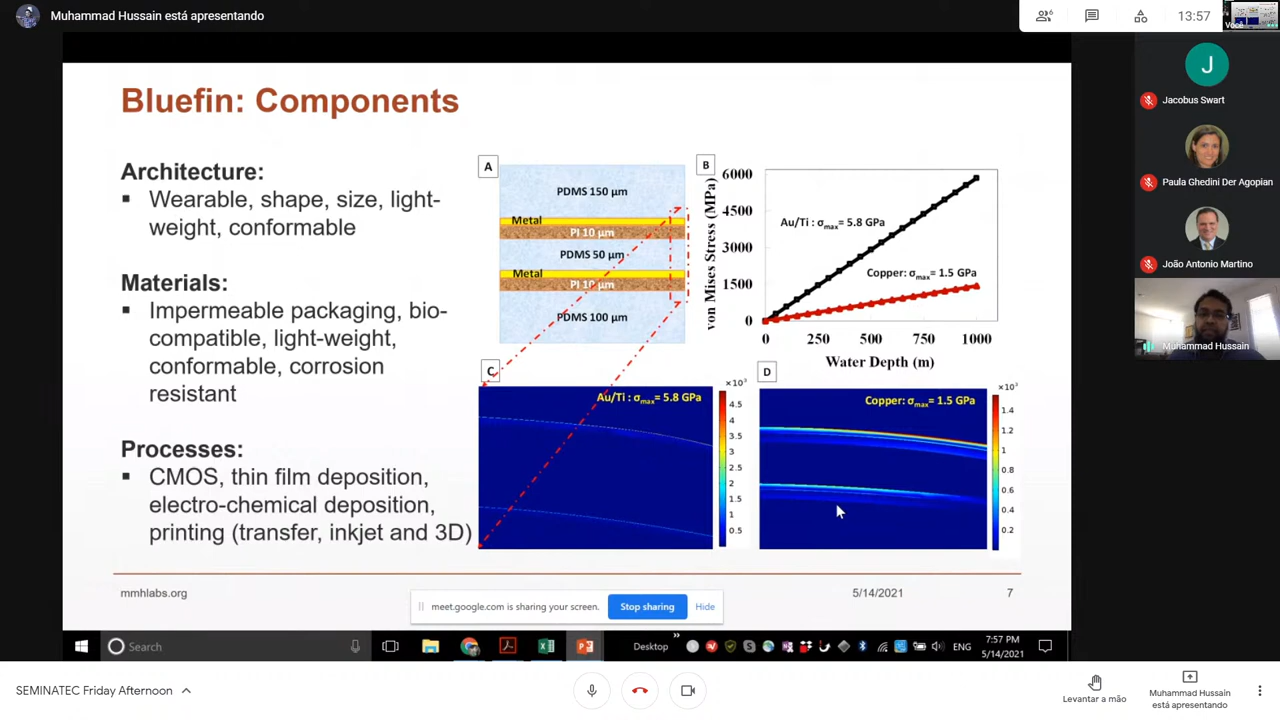 Muhammad Hussain está apresentando
6
13:57
Você
Bluefin: Components
Architecture:
▪ Wearable, shape, size, light-
weight, conformable
Materials:
▪ Impermeable packaging, bio-
compatible, light-weight,
conformable, corrosion
resistant
Processes:
▪ CMOS, thin film deposition,
electro-chemical deposition,
printing (transfer, inkjet and 3D)
A
PDMS 150 µm
Metal
PI 10 µm
PDMS 50 µm
Metal
PI 10 µm
PDMS 100 µm
B
von Mises Stress (MPa)
6000
4500
3000
1500
0
Au/Ti : σmax= 5.8 GPa
Copper: σmax= 1.5 GPa
0 250 500 750 1000
Water Depth (m)
C
Au/Ti : σmax= 5.8 GPa
×10³
4.5
4
3.5
3
2.5
2
1.5
1
0.5
D
Copper: σmax= 1.5 GPa
×10³
1.4
1.2
1
0.8
0.6
0.4
0.2
mmhlabs.org
5/14/2021
7
meet.google.com is sharing your screen.
Stop sharing
Hide
J
Jacobus Swart
Paula Ghedini Der Agopian
João Antonio Martino
Muhammad Hussain
Search
Desktop
ENG
7:57 PM
5/14/2021
SEMINATEC Friday Afternoon
Levantar a mão
Muhammad Hussain
está apresentando